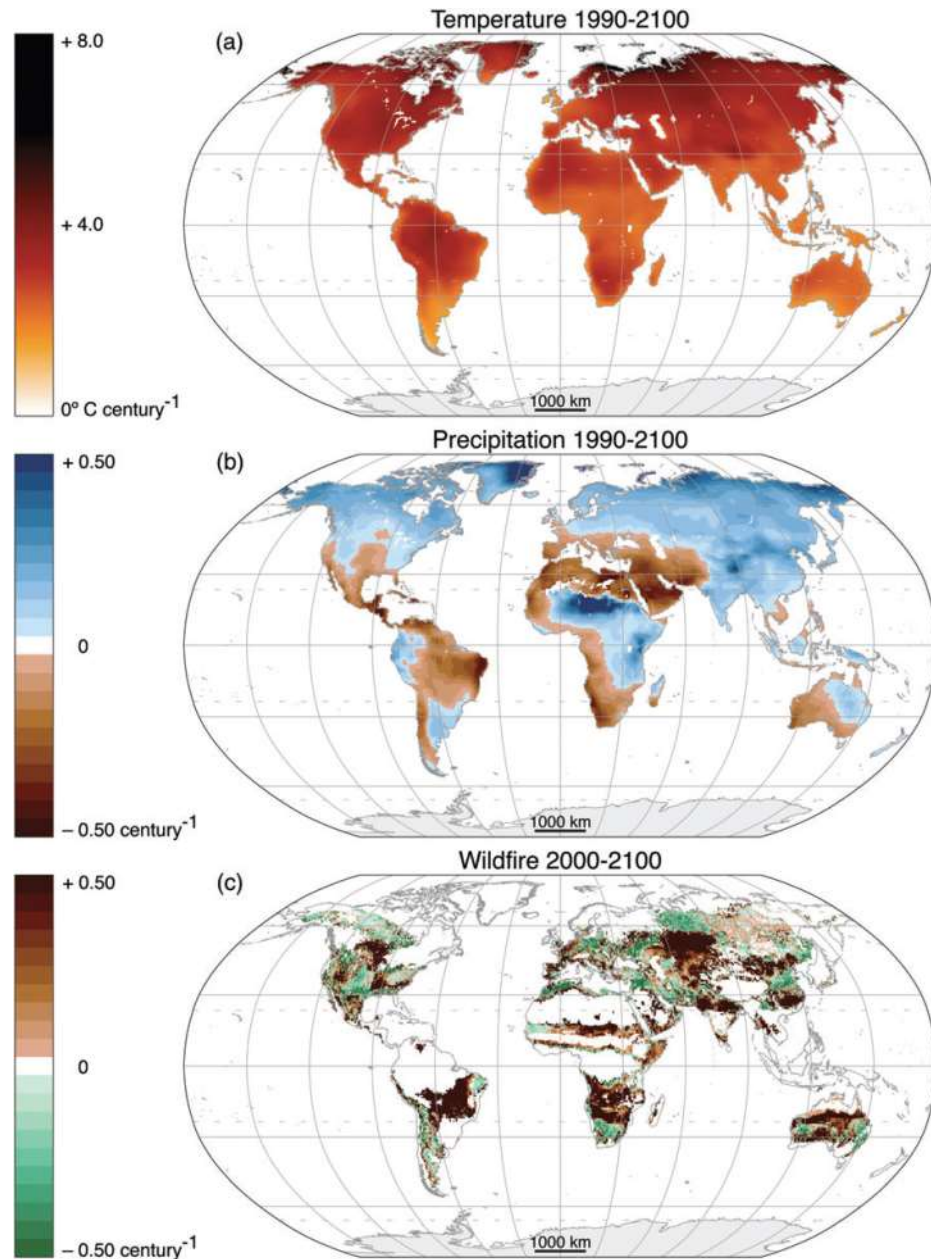 Temperature 1990-2100
(a)
+ 8.0
+ 4.0
0º C century-1
1000 km
Precipitation 1990-2100
(b)
+ 0.50
0
– 0.50 century-1
1000 km
Wildfire 2000-2100
(c)
+ 0.50
0
– 0.50 century-1
1000 km